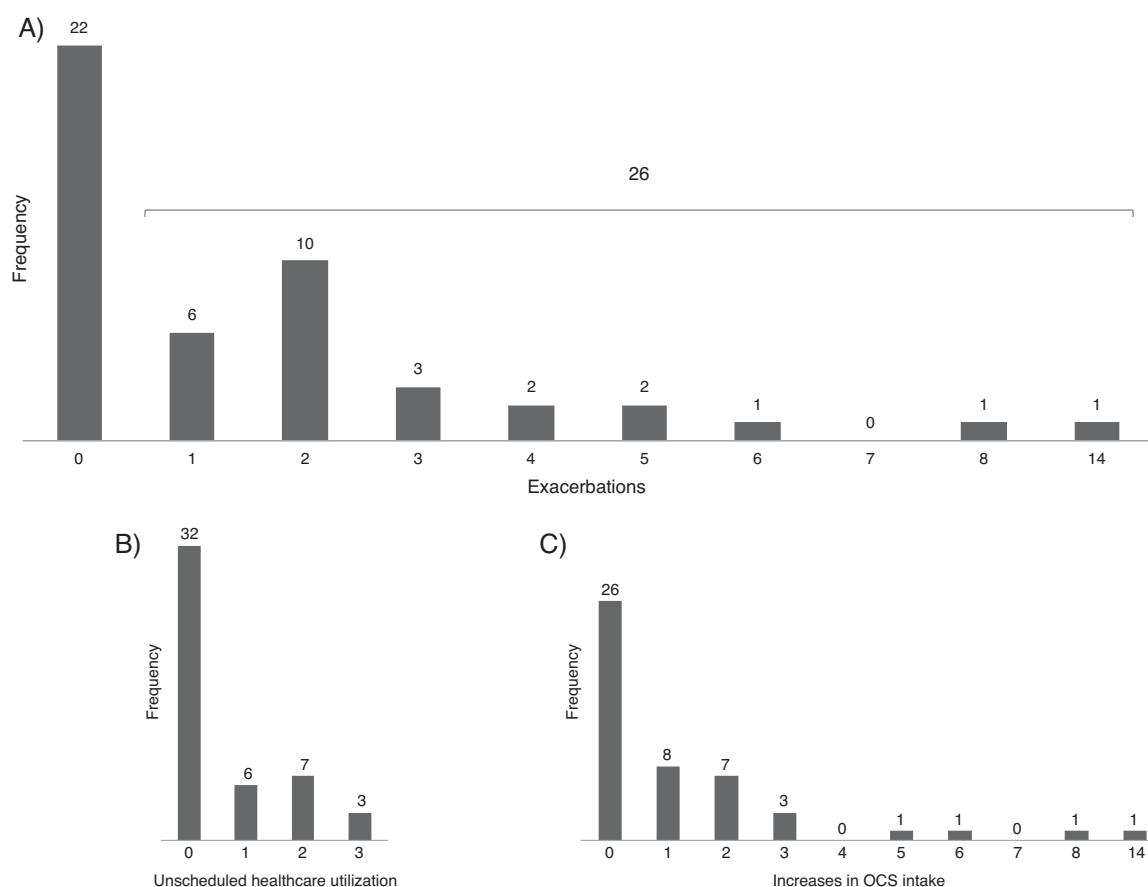 A)
22
26
10
6
3
2
2
1
0
1
1
Frequency
0 1 2 3 4 5 6 7 8 14
Exacerbations
B)
32
6
7
3
Frequency
0 1 2 3
Unscheduled healthcare utilization
C)
26
8
7
3
0
1
1
0
1
1
Frequency
0 1 2 3 4 5 6 7 8 14
Increases in OCS intake